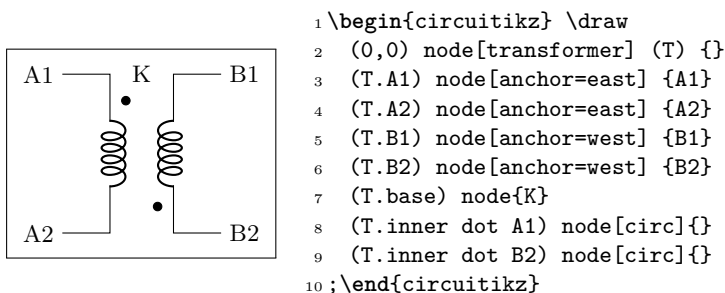 A1 K B1
A2 B2
1 \begin{circuitikz} \draw
2 (0,0) node[transformer] (T) {}
3 (T.A1) node[anchor=east] {A1}
4 (T.A2) node[anchor=east] {A2}
5 (T.B1) node[anchor=west] {B1}
6 (T.B2) node[anchor=west] {B2}
7 (T.base) node{K}
8 (T.inner dot A1) node[circ]{}
9 (T.inner dot B2) node[circ]{}
10 ;\end{circuitikz}